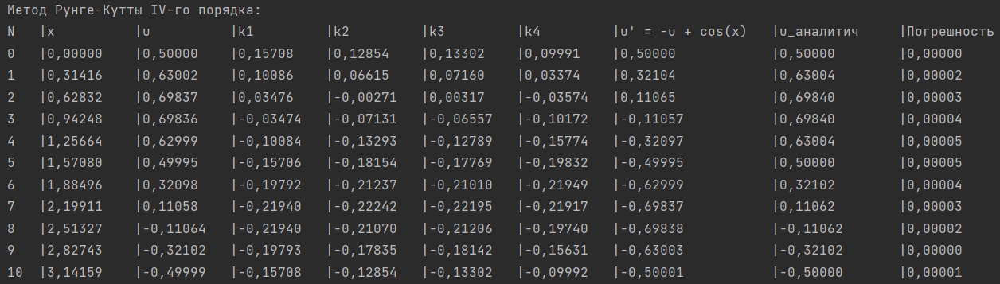 Метод Рунге-Кутты IV-го порядка:
N |x |u |k1 |k2 |k3 |k4 |u' = -u + cos(x) |u_аналитич |Погрешность
0 |0,00000 |0,50000 |0,15708 |0,12854 |0,13302 |0,09991 |0,50000 |0,50000 |0,00000
1 |0,31416 |0,63002 |0,10086 |0,06615 |0,07160 |0,03374 |0,32104 |0,63004 |0,00002
2 |0,62832 |0,69837 |0,03476 |-0,00271 |0,00317 |-0,03574 |0,11065 |0,69840 |0,00003
3 |0,94248 |0,69836 |-0,03474 |-0,07131 |-0,06557 |-0,10172 |-0,11057 |0,69840 |0,00004
4 |1,25664 |0,62999 |-0,10084 |-0,13293 |-0,12789 |-0,15774 |-0,32097 |0,63004 |0,00005
5 |1,57080 |0,49995 |-0,15706 |-0,18154 |-0,17769 |-0,19832 |-0,49995 |0,50000 |0,00005
6 |1,88496 |0,32098 |-0,19792 |-0,21237 |-0,21010 |-0,21949 |-0,62999 |0,32102 |0,00004
7 |2,19911 |0,11058 |-0,21940 |-0,22242 |-0,22195 |-0,21917 |-0,69837 |0,11062 |0,00003
8 |2,51327 |-0,11064 |-0,21940 |-0,21070 |-0,21206 |-0,19740 |-0,69838 |-0,11062 |0,00002
9 |2,82743 |-0,32102 |-0,19793 |-0,17835 |-0,18142 |-0,15631 |-0,63003 |-0,32102 |0,00000
10 |3,14159 |-0,49999 |-0,15708 |-0,12854 |-0,13302 |-0,09992 |-0,50001 |-0,50000 |0,00001